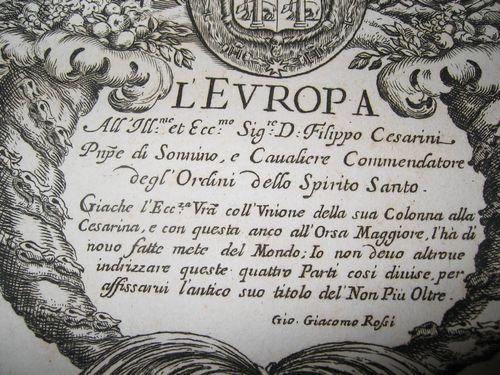 L'EVROPA
All'Ill.me et Ecc.mo Sig.re D. Filippo Cesarini
Pñpe di Sonnino, e Caualiere Commendatore
degl'Ordini dello Spirito Santo.
Giache l'Ecc.za Vrã coll'Vnione della sua Colonna alla
Cesarina, e con questa anco all'Orsa Maggiore, l'hà di
nouo fatte mete del Mondo; Io non deuo altroue
indrizzare queste quattro Parti cosi diuise, per
affissarui l'antico suo titolo del' Non Più Oltre.
Gio. Giacomo Rossi